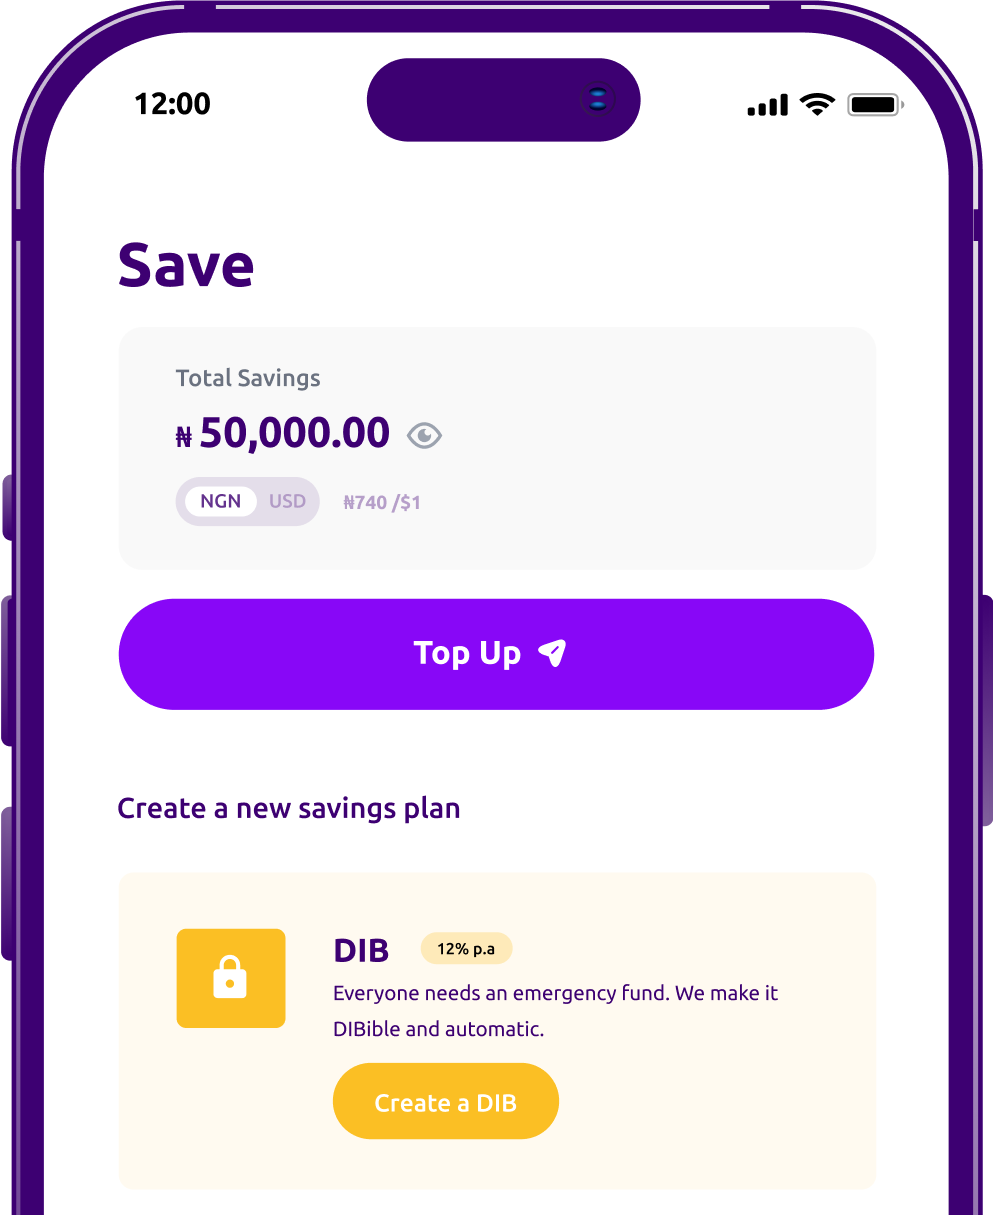 12:00
Save
Total Savings
₦ 50,000.00
NGN USD ₦740 /$1
Top Up
Create a new savings plan
DIB 12% p.a
Everyone needs an emergency fund. We make it
DIBible and automatic.
Create a DIB